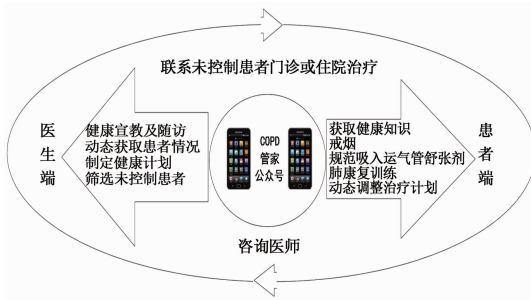 联系未控制患者门诊或住院治疗
医生端
健康宣教及随访
动态获取患者情况
制定健康计划
筛选未控制患者
COPD
管家
公众号
获取健康知识
戒烟
规范吸入运气管舒张剂
肺康复训练
动态调整治疗计划
患者端
咨询医师